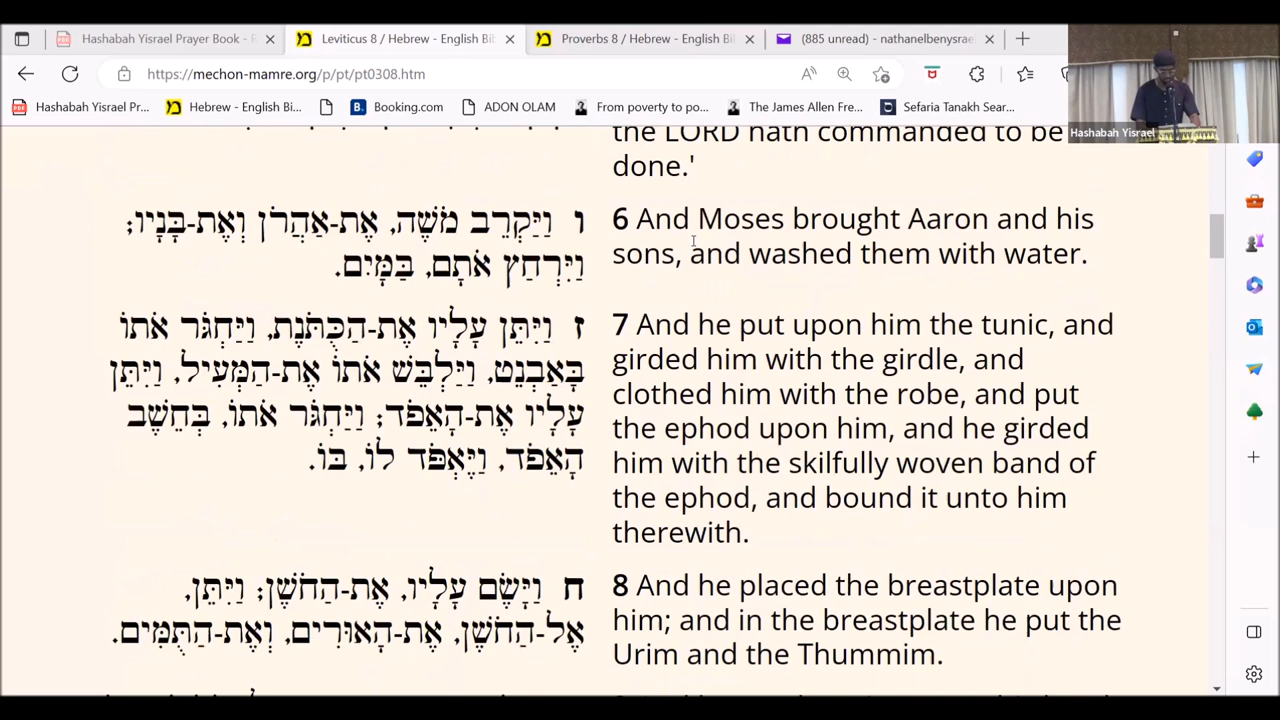 Hashabah Yisrael Prayer Book - R
Leviticus 8 / Hebrew - English Bi
Proverbs 8 / Hebrew - English Bi
(885 unread) - nathanelbenysrae
https://mechon-mamre.org/p/pt/pt0308.htm
Hashabah Yisrael Pr...
Hebrew - English Bi...
Booking.com
ADON OLAM
From poverty to po...
The James Allen Fre...
Sefaria Tanakh Sear...
Hashabah Yisrael
the LORD hath commanded to be
done.'
ו וַיַּקְרֵב מֹשֶׁה, אֶת-אַהֲרֹן וְאֶת-בָּנָיו;
וַיִּרְחַץ אֹתָם, בַּמָּיִם.
6 And Moses brought Aaron and his
sons, and washed them with water.
ז וַיִּתֵּן עָלָיו אֶת-הַכֻּתֹּנֶת, וַיַּחְגֹּר אֹתוֹ
בָּאַבְנֵט, וַיַּלְבֵּשׁ אֹתוֹ אֶת-הַמְּעִיל, וַיִּתֵּן
עָלָיו אֶת-הָאֵפֹד; וַיַּחְגֹּר אֹתוֹ, בְּחֵשֶׁב
הָאֵפֹד, וַיֶּאְפֹּד לוֹ, בּוֹ.
7 And he put upon him the tunic, and
girded him with the girdle, and
clothed him with the robe, and put
the ephod upon him, and he girded
him with the skilfully woven band of
the ephod, and bound it unto him
therewith.
ח וַיָּשֶׂם עָלָיו, אֶת-הַחֹשֶׁן; וַיִּתֵּן,
אֶל-הַחֹשֶׁן, אֶת-הָאוּרִים, וְאֶת-הַתֻּמִּים.
8 And he placed the breastplate upon
him; and in the breastplate he put the
Urim and the Thummim.